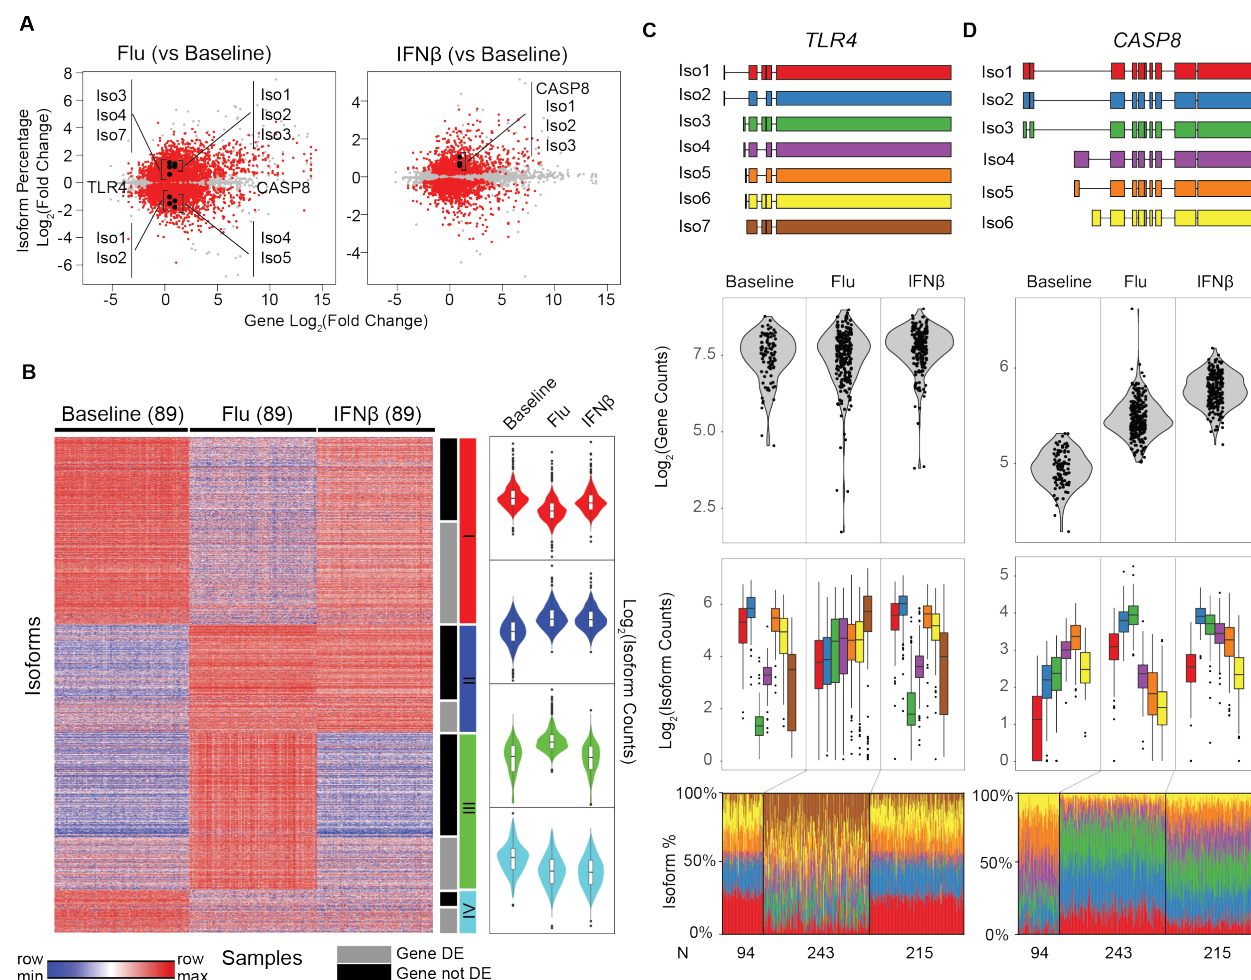 A
Flu (vs Baseline)
IFNβ (vs Baseline)
Isoform Percentage
Log2(Fold Change)
8
6
4
2
0
-2
-4
-6
Iso3
Iso4
Iso7
Iso1
Iso2
Iso3
TLR4
CASP8
Iso1
Iso2
Iso4
Iso5
-5
0
5
10
15
4
2
0
-2
-4
CASP8
Iso1
Iso2
Iso3
-5
0
5
10
15
Gene Log2(Fold Change)
B
Baseline (89)
Flu (89)
IFNβ (89)
Isoforms
I
II
III
IV
Baseline
Flu
IFNβ
Log2(Isoform Counts)
row
min
row
max
Samples
Gene DE
Gene not DE
C
TLR4
Iso1
Iso2
Iso3
Iso4
Iso5
Iso6
Iso7
Baseline
Flu
IFNβ
Log2(Gene Counts)
7.5
5.0
2.5
Log2(Isoform Counts)
6
4
2
0
Isoform %
100%
50%
0%
N
94
243
215
D
CASP8
Iso1
Iso2
Iso3
Iso4
Iso5
Iso6
Baseline
Flu
IFNβ
6
5
5
4
3
2
1
0
100%
50%
0%
94
243
215